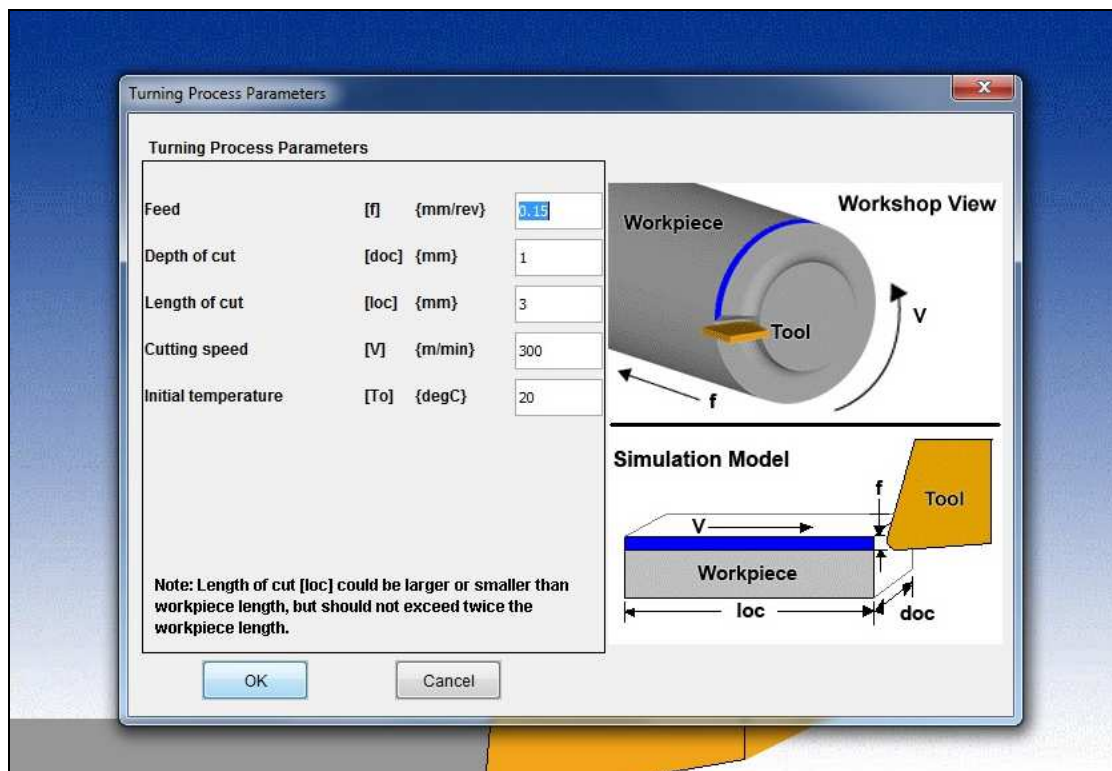 Turning Process Parameters
X
Turning Process Parameters
Feed [f] {mm/rev} 0.15
Depth of cut [doc] {mm} 1
Length of cut [loc] {mm} 3
Cutting speed [V] {m/min} 300
Initial temperature [To] {degC} 20
Note: Length of cut [loc] could be larger or smaller than
workpiece length, but should not exceed twice the
workpiece length.
OK Cancel
Workshop View
Workpiece
Tool
V
f
Simulation Model
f
Tool
V
Workpiece
loc
doc